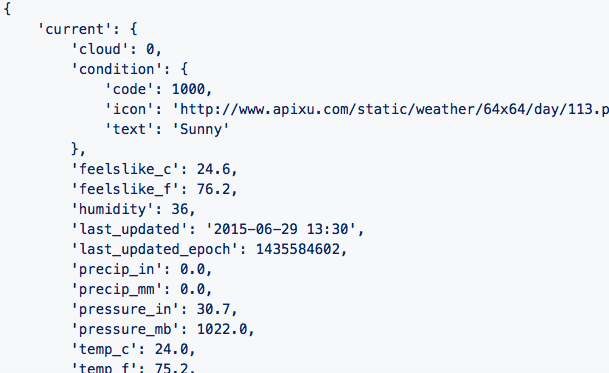 {
    'current': {
        'cloud': 0,
        'condition': {
            'code': 1000,
            'icon': 'http://www.apixu.com/static/weather/64x64/day/113.p
            'text': 'Sunny'
        },
        'feelslike_c': 24.6,
        'feelslike_f': 76.2,
        'humidity': 36,
        'last_updated': '2015-06-29 13:30',
        'last_updated_epoch': 1435584602,
        'precip_in': 0.0,
        'precip_mm': 0.0,
        'pressure_in': 30.7,
        'pressure_mb': 1022.0,
        'temp_c': 24.0,
        'temp_f': 75.2,